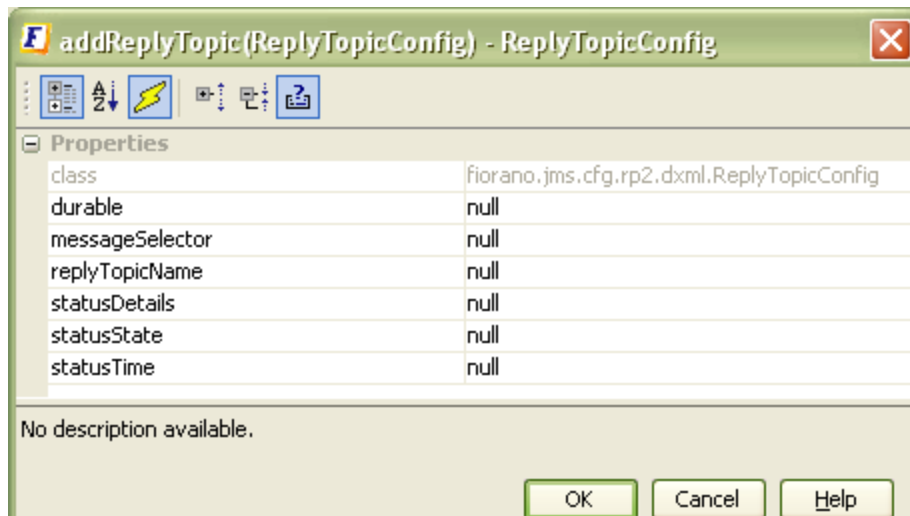 addReplyTopic(ReplyTopicConfig) - ReplyTopicConfig
Properties
class fiorano.jms.cfg.rp2.dxml.ReplyTopicConfig
durable null
messageSelector null
replyTopicName null
statusDetails null
statusState null
statusTime null
No description available.
OK Cancel Help